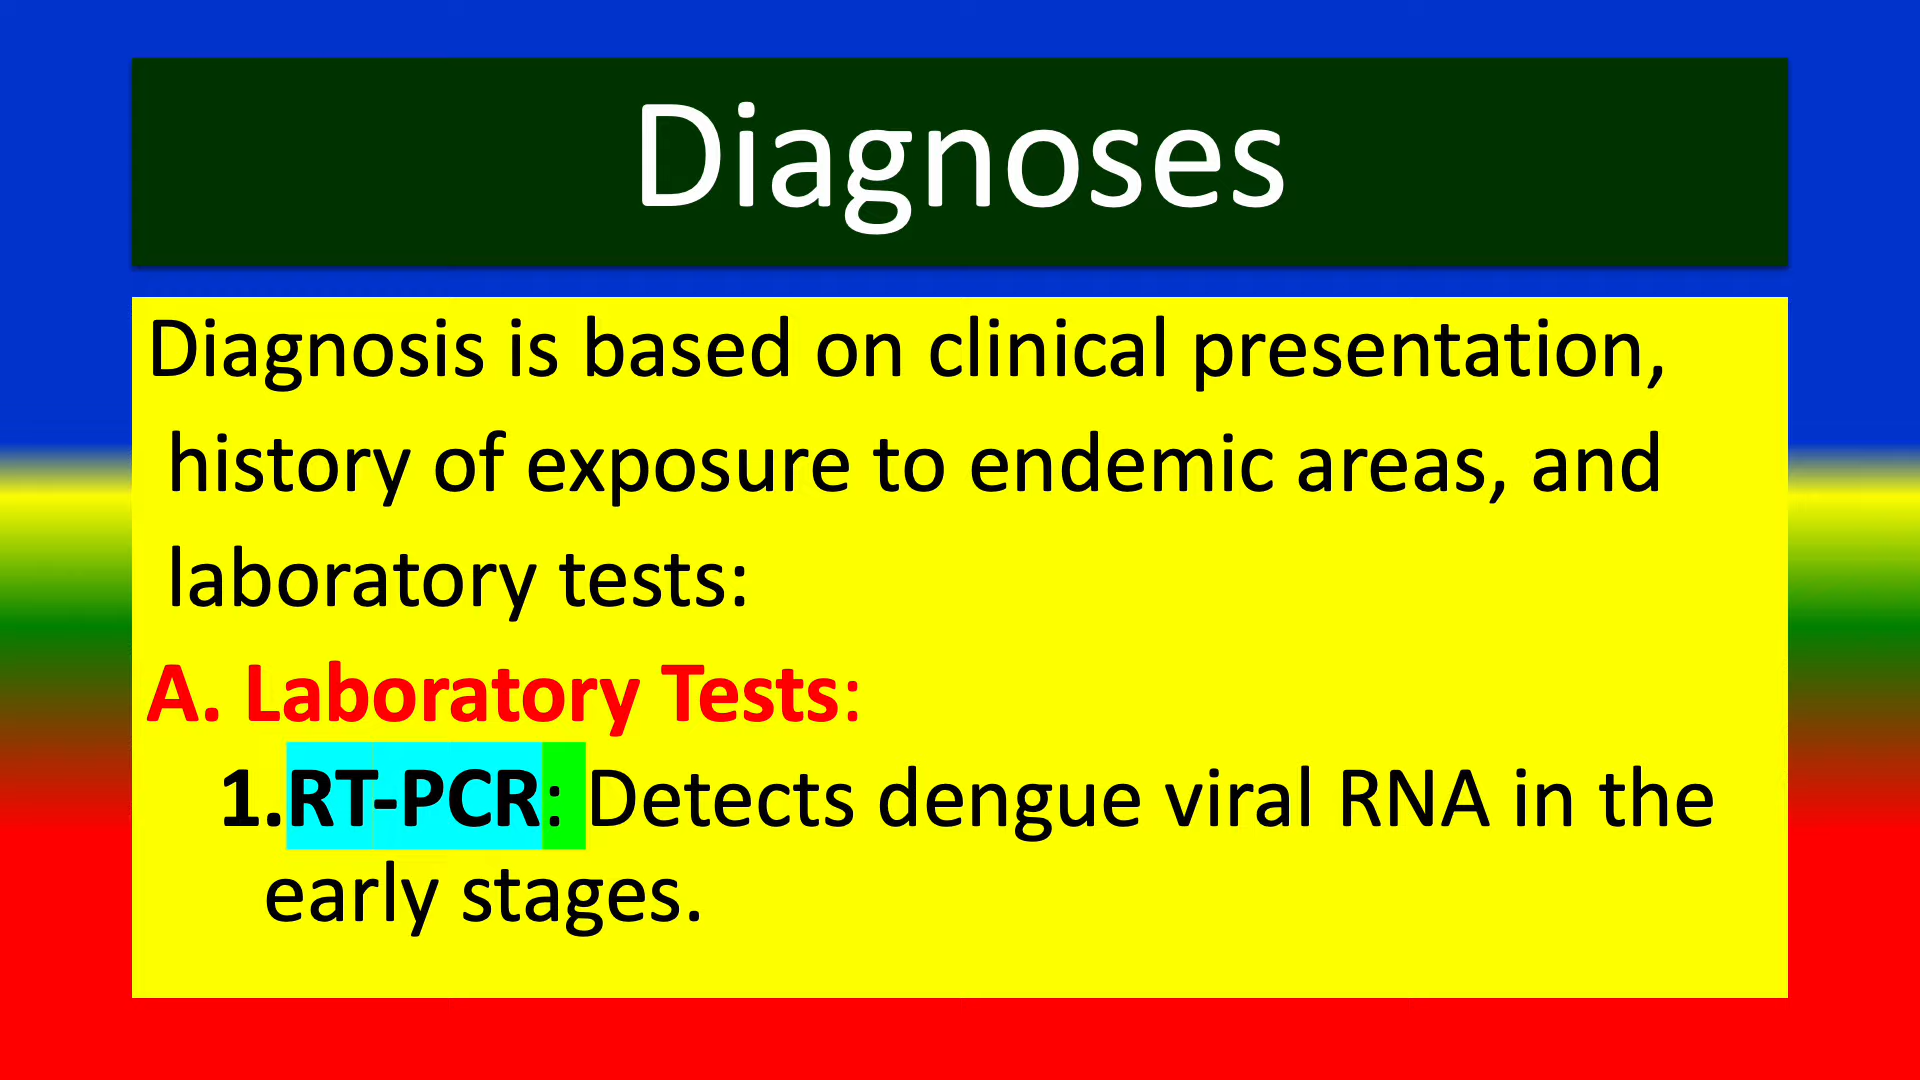 Diagnoses
Diagnosis is based on clinical presentation,
history of exposure to endemic areas, and
laboratory tests:
A. Laboratory Tests:
1.RT-PCR: Detects dengue viral RNA in the
early stages.